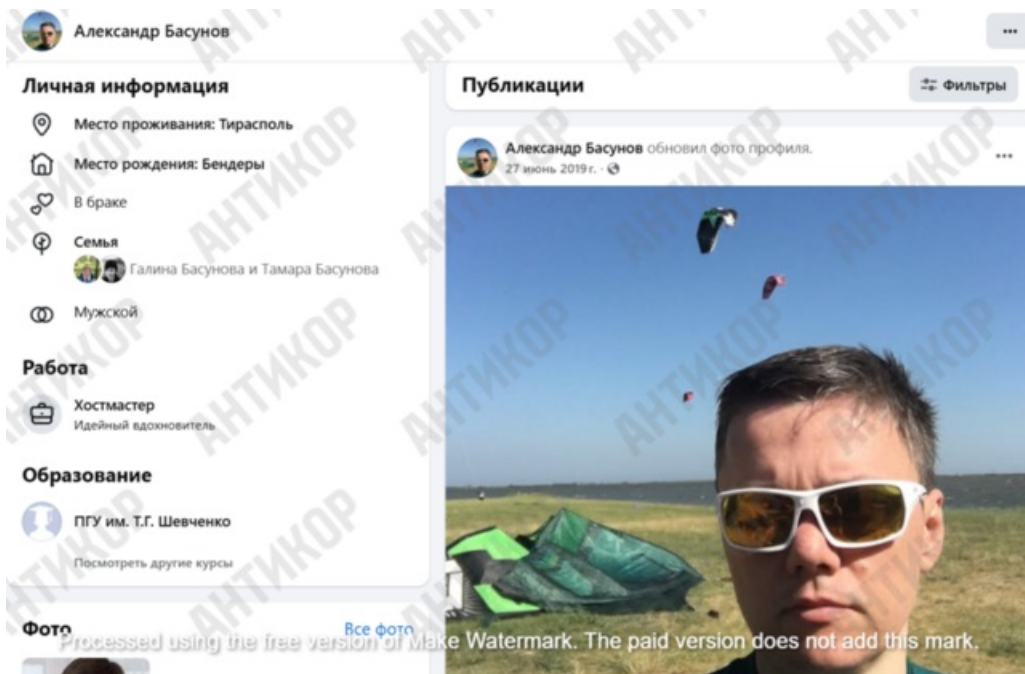 Александр Басунов
Личная информация
Место проживания: Тирасполь
Место рождения: Бендеры
В браке
Семья
Галина Басунова и Тамара Басунова
Мужской
Работа
Хостмастер
Идейный вдохновитель
Образование
ПГУ им. Т.Г. Шевченко
Посмотреть другие курсы
Фото
Все фото
Публикации
Фильтры
Александр Басунов обновил фото профиля.
27 июнь 2019 г.
АНТИКОР
Processed using the free version of Make Watermark. The paid version does not add this mark.